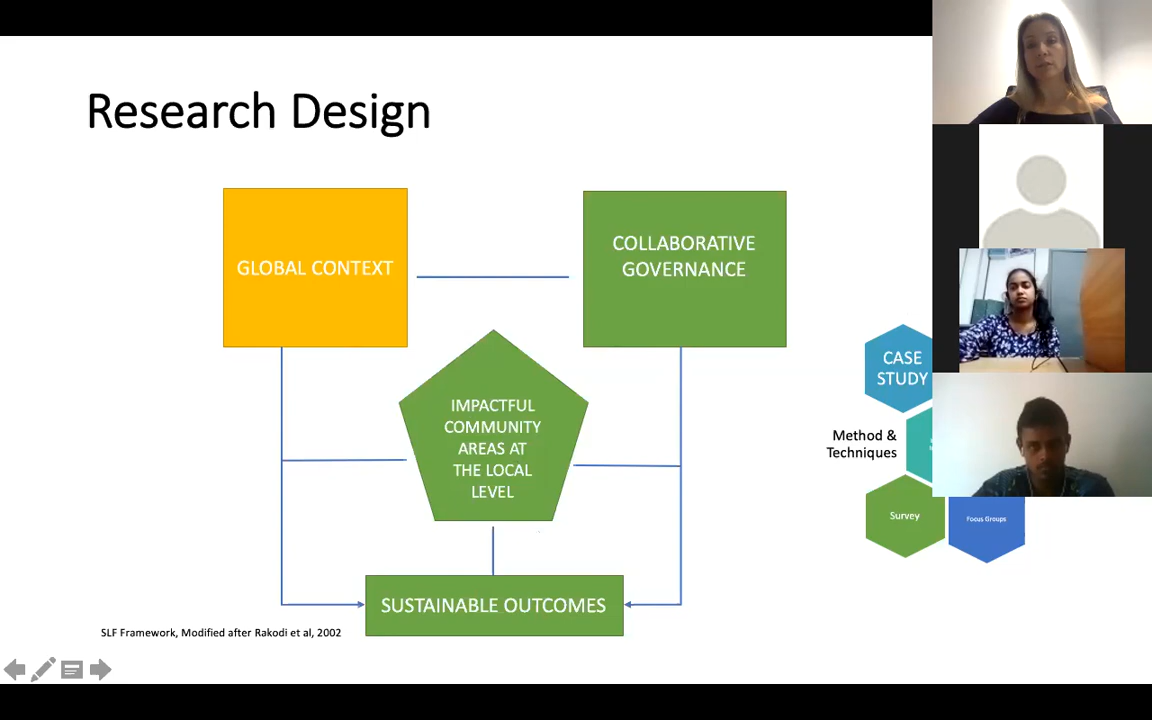 Research Design
GLOBAL CONTEXT
COLLABORATIVE
GOVERNANCE
IMPACTFUL
COMMUNITY
AREAS AT
THE LOCAL
LEVEL
SUSTAINABLE OUTCOMES
SLF Framework, Modified after Rakodi et al, 2002
CASE
STUDY
Method &
Techniques
Survey
Focus Groups